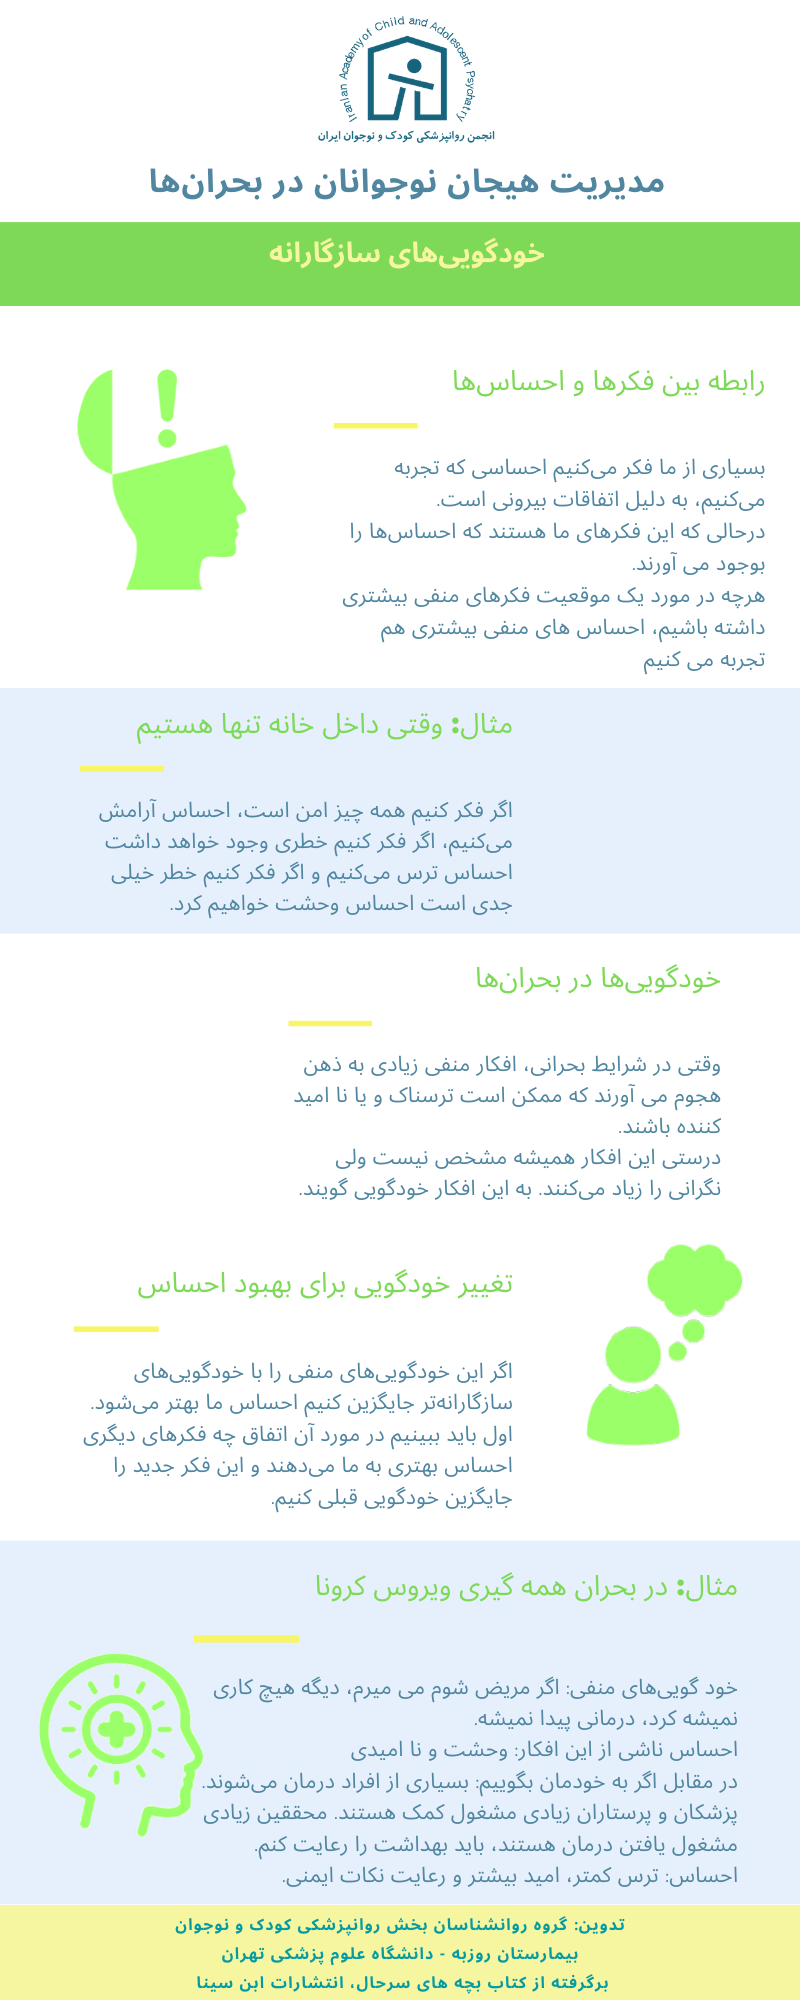 Iranian Academy of Child and Adolescent Psychatry
انجمن روانپزشکی کودک و نوجوان ایران
مدیریت هیجان نوجوانان در بحران‌ها
خودگویی‌های سازگارانه
رابطه بین فکرها و احساس‌ها
بسیاری از ما فکر می‌کنیم احساسی که تجربه
می‌کنیم، به دلیل اتفاقات بیرونی است.
درحالی که این فکرهای ما هستند که احساس‌ها را
بوجود می آورند.
هرچه در مورد یک موقعیت فکرهای منفی بیشتری
داشته باشیم، احساس های منفی بیشتری هم
تجربه می کنیم
مثال: وقتی داخل خانه تنها هستیم
اگر فکر کنیم همه چیز امن است، احساس آرامش
می‌کنیم، اگر فکر کنیم خطری وجود خواهد داشت
احساس ترس می‌کنیم و اگر فکر کنیم خطر خیلی
جدی است احساس وحشت خواهیم کرد.
خودگویی‌ها در بحران‌ها
وقتی در شرایط بحرانی، افکار منفی زیادی به ذهن
هجوم می آورند که ممکن است ترسناک و یا نا امید
کننده باشند.
درستی این افکار همیشه مشخص نیست ولی
نگرانی را زیاد می‌کنند. به این افکار خودگویی گویند.
تغییر خودگویی برای بهبود احساس
اگر این خودگویی‌های منفی را با خودگویی‌های
سازگارانه‌تر جایگزین کنیم احساس ما بهتر می‌شود.
اول باید ببینیم در مورد آن اتفاق چه فکرهای دیگری
احساس بهتری به ما می‌دهند و این فکر جدید را
جایگزین خودگویی قبلی کنیم.
مثال: در بحران همه گیری ویروس کرونا
خود گویی‌های منفی: اگر مریض شوم می میرم، دیگه هیچ کاری
نمیشه کرد، درمانی پیدا نمیشه.
احساس ناشی از این افکار: وحشت و نا امیدی
در مقابل اگر به خودمان بگوییم: بسیاری از افراد درمان می‌شوند.
پزشکان و پرستاران زیادی مشغول کمک هستند. محققین زیادی
مشغول یافتن درمان هستند، باید بهداشت را رعایت کنم.
احساس: ترس کمتر، امید بیشتر و رعایت نکات ایمنی.
تدوین: گروه روانشناسان بخش روانپزشکی کودک و نوجوان
بیمارستان روزبه - دانشگاه علوم پزشکی تهران
برگرفته از کتاب بچه های سرحال، انتشارات ابن سینا